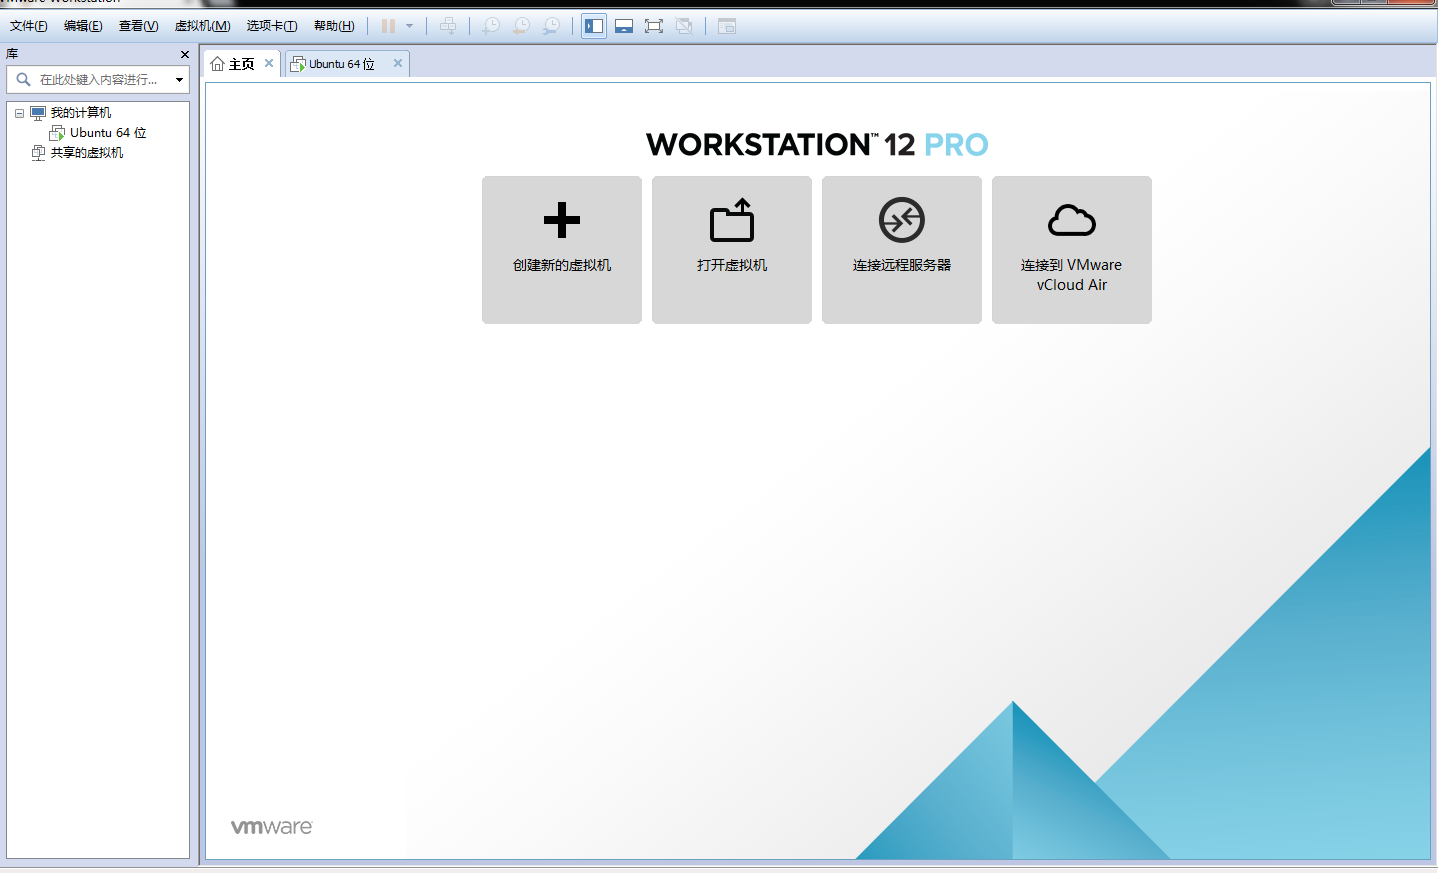 VMware Workstation
文件(F) 编辑(E) 查看(V) 虚拟机(M) 选项卡(T) 帮助(H)
库
在此处键入内容进行...
我的计算机
Ubuntu 64 位
共享的虚拟机
主页
Ubuntu 64 位
WORKSTATION™ 12 PRO
创建新的虚拟机
打开虚拟机
连接远程服务器
连接到 VMware
vCloud Air
vmware